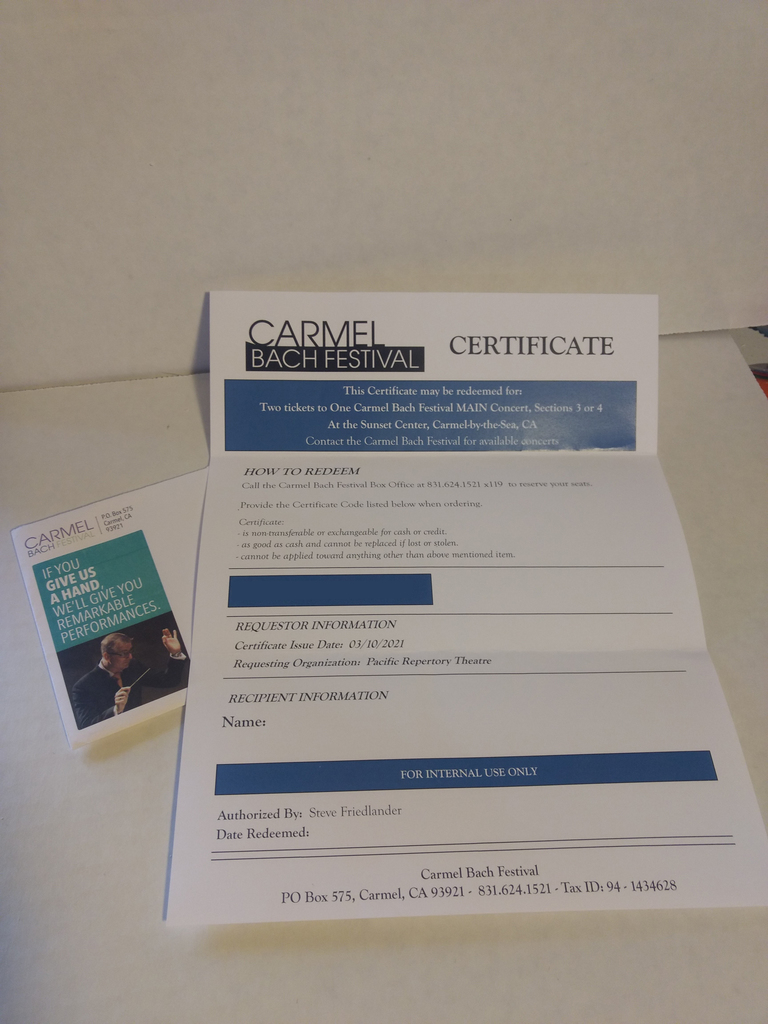 CARMEL
BACH FESTIVAL
CERTIFICATE
This Certificate may be redeemed for:
Two tickets to One Carmel Bach Festival MAIN Concert, Sections 3 or 4
At the Sunset Center, Carmel-by-the-Sea, CA
Contact the Carmel Bach Festival for available concerts
HOW TO REDEEM
Call the Carmel Bach Festival Box Office at 831.624.1521 x119 to reserve your seats.
Provide the Certificate Code listed below when ordering.
Certificate:
- is non-transferable or exchangeable for cash or credit.
- as good as cash and cannot be replaced if lost or stolen.
- cannot be applied toward anything other than above mentioned item.
REQUESTOR INFORMATION
Certificate Issue Date: 03/10/2021
Requesting Organization: Pacific Repertory Theatre
RECIPIENT INFORMATION
Name:
FOR INTERNAL USE ONLY
Authorized By: Steve Friedlander
Date Redeemed:
Carmel Bach Festival
PO Box 575, Carmel, CA 93921 - 831.624.1521 - Tax ID: 94 - 1434628
CARMEL
BACH FESTIVAL
P.O. Box 575
Carmel, CA
93921
IF YOU
GIVE US
A HAND,
WE'LL GIVE YOU
REMARKABLE
PERFORMANCES.